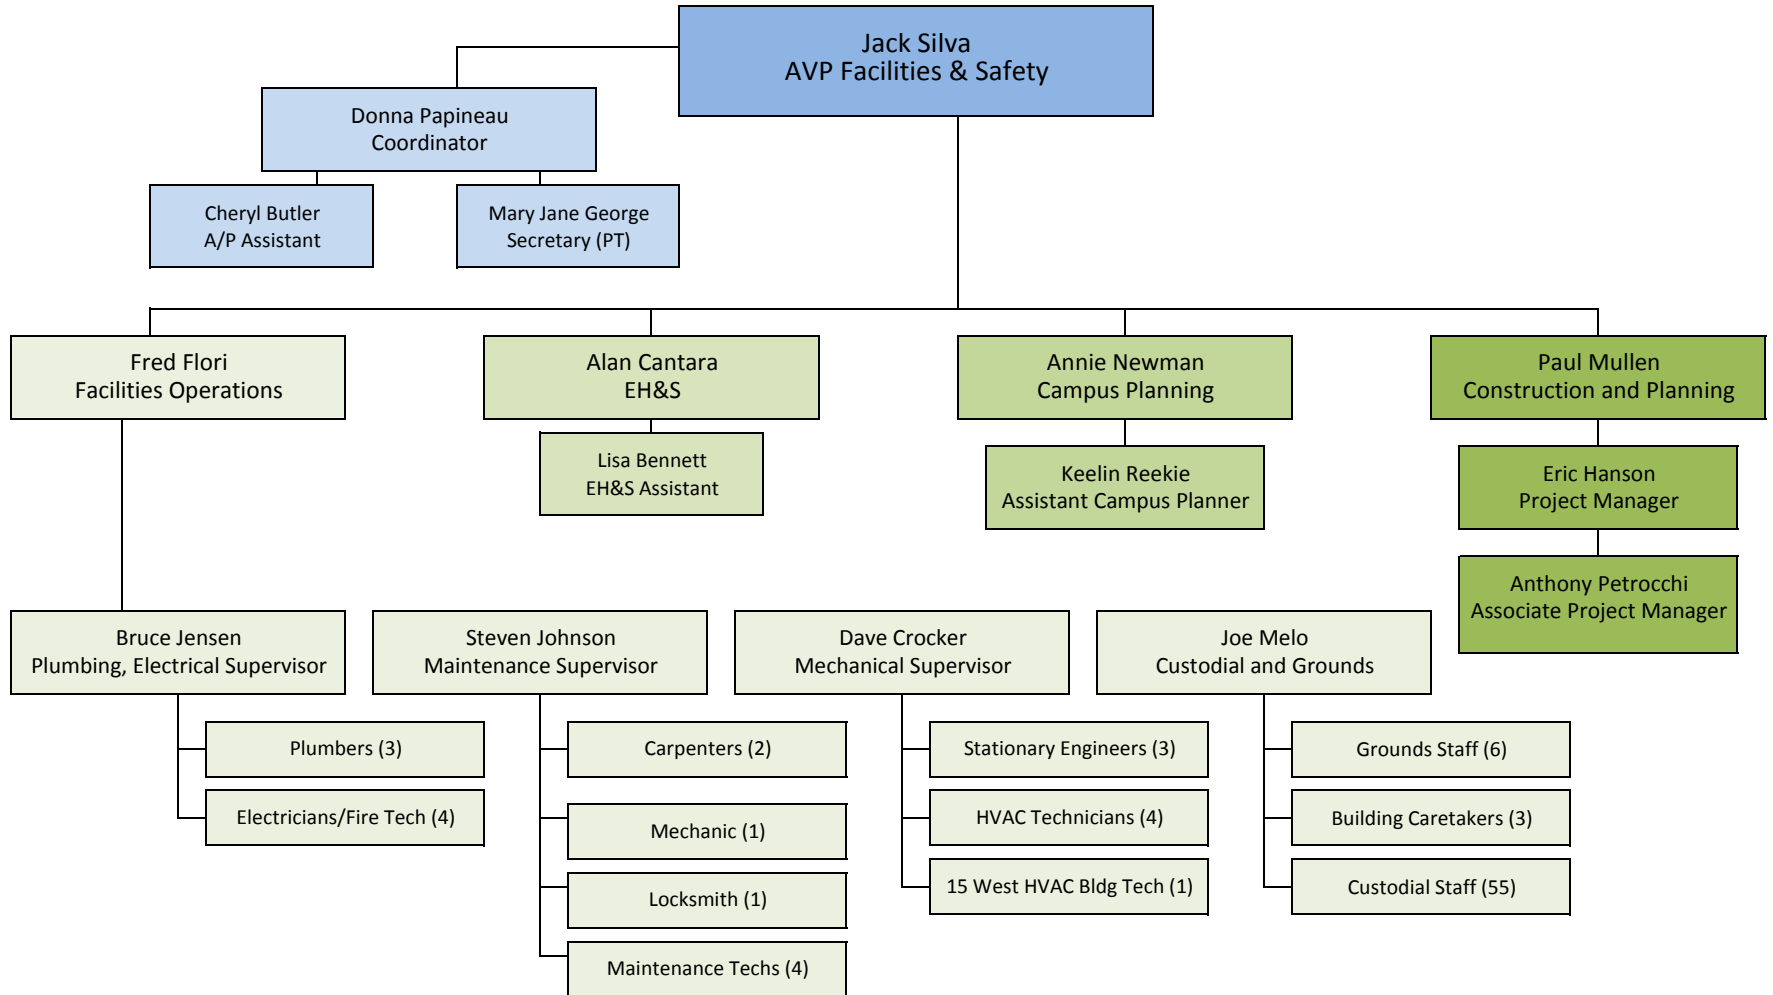 Jack Silva
AVP Facilities & Safety
Donna Papineau
Coordinator
Cheryl Butler
A/P Assistant
Mary Jane George
Secretary (PT)
Fred Flori
Facilities Operations
Alan Cantara
EH&S
Annie Newman
Campus Planning
Paul Mullen
Construction and Planning
Lisa Bennett
EH&S Assistant
Keelin Reekie
Assistant Campus Planner
Eric Hanson
Project Manager
Anthony Petrocchi
Associate Project Manager
Bruce Jensen
Plumbing, Electrical Supervisor
Steven Johnson
Maintenance Supervisor
Dave Crocker
Mechanical Supervisor
Joe Melo
Custodial and Grounds
Plumbers (3)
Electricians/Fire Tech (4)
Carpenters (2)
Mechanic (1)
Locksmith (1)
Maintenance Techs (4)
Stationary Engineers (3)
HVAC Technicians (4)
15 West HVAC Bldg Tech (1)
Grounds Staff (6)
Building Caretakers (3)
Custodial Staff (55)